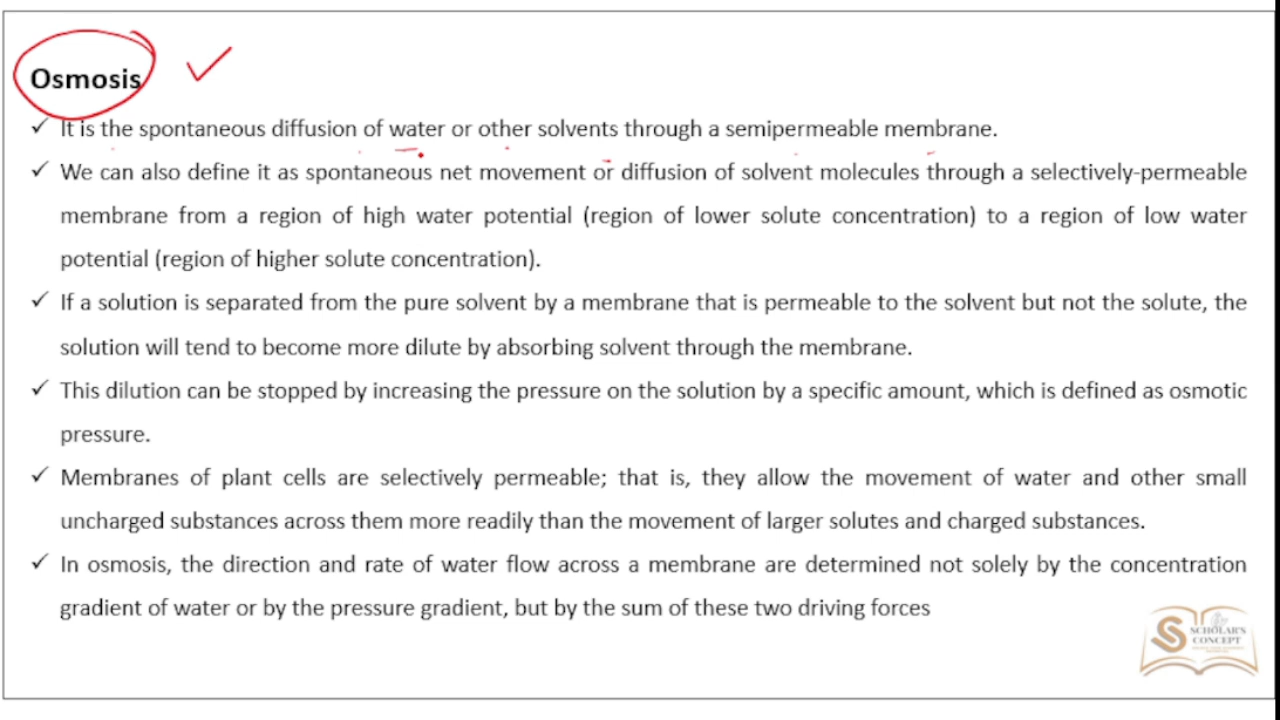 Osmosis
✓ It is the spontaneous diffusion of water or other solvents through a semipermeable membrane.
✓ We can also define it as spontaneous net movement or diffusion of solvent molecules through a selectively-permeable
membrane from a region of high water potential (region of lower solute concentration) to a region of low water
potential (region of higher solute concentration).
✓ If a solution is separated from the pure solvent by a membrane that is permeable to the solvent but not the solute, the
solution will tend to become more dilute by absorbing solvent through the membrane.
✓ This dilution can be stopped by increasing the pressure on the solution by a specific amount, which is defined as osmotic
pressure.
✓ Membranes of plant cells are selectively permeable; that is, they allow the movement of water and other small
uncharged substances across them more readily than the movement of larger solutes and charged substances.
✓ In osmosis, the direction and rate of water flow across a membrane are determined not solely by the concentration
gradient of water or by the pressure gradient, but by the sum of these two driving forces
SCHOLAR'S
CONCEPT